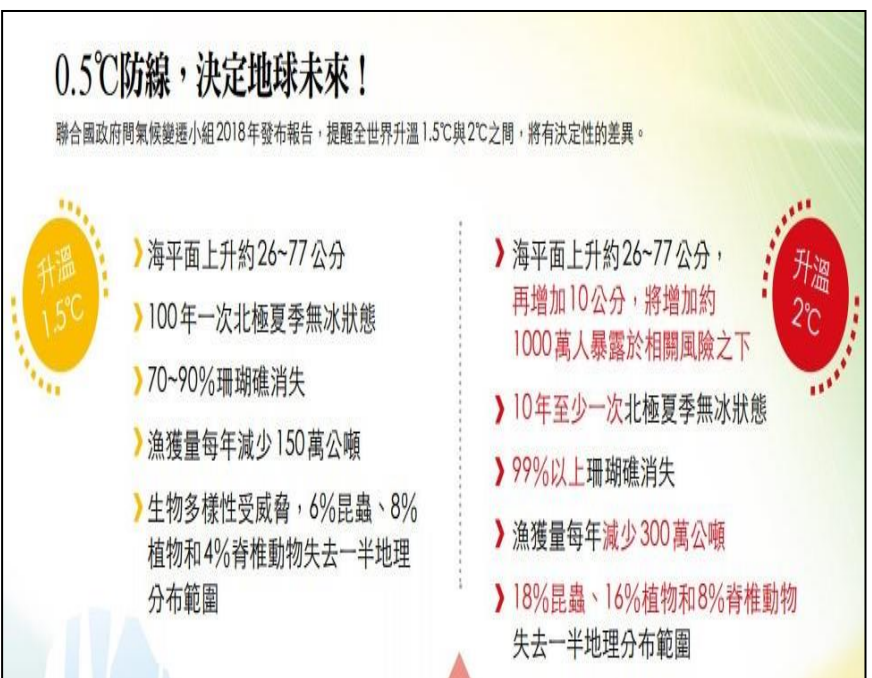 0.5℃防線，決定地球未來！
聯合國政府間氣候變遷小組2018年發布報告，提醒全世界升溫1.5℃與2℃之間，將有決定性的差異。
升溫
1.5℃
❯海平面上升約26~77公分
❯100年一次北極夏季無冰狀態
❯70~90%珊瑚礁消失
❯漁獲量每年減少150萬公噸
❯生物多樣性受威脅，6%昆蟲、8%
植物和4%脊椎動物失去一半地理
分布範圍
升溫
2℃
❯海平面上升約26~77公分，
再增加10公分，將增加約
1000萬人暴露於相關風險之下
❯10年至少一次北極夏季無冰狀態
❯99%以上珊瑚礁消失
❯漁獲量每年減少300萬公噸
❯18%昆蟲、16%植物和8%脊椎動物
失去一半地理分布範圍